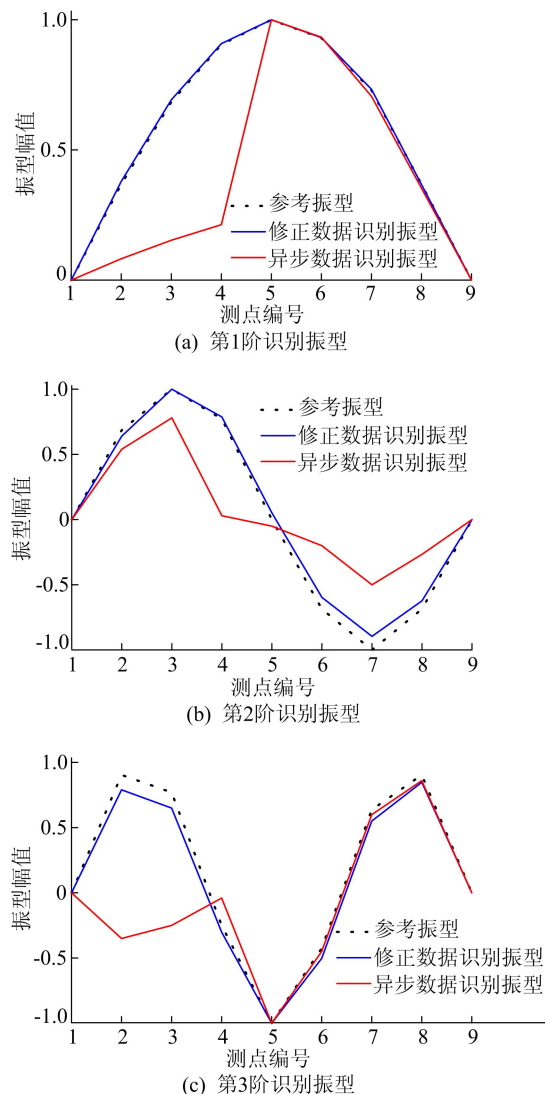 1.0
0.5
0
振型幅值
参考振型
修正数据识别振型
异步数据识别振型
1 2 3 4 5 6 7 8 9
测点编号
(a) 第1阶识别振型
1.0
0.5
0
-0.5
-1.0
振型幅值
参考振型
修正数据识别振型
异步数据识别振型
1 2 3 4 5 6 7 8 9
测点编号
(b) 第2阶识别振型
1.0
0.5
0
-0.5
-1.0
振型幅值
参考振型
修正数据识别振型
异步数据识别振型
1 2 3 4 5 6 7 8 9
测点编号
(c) 第3阶识别振型